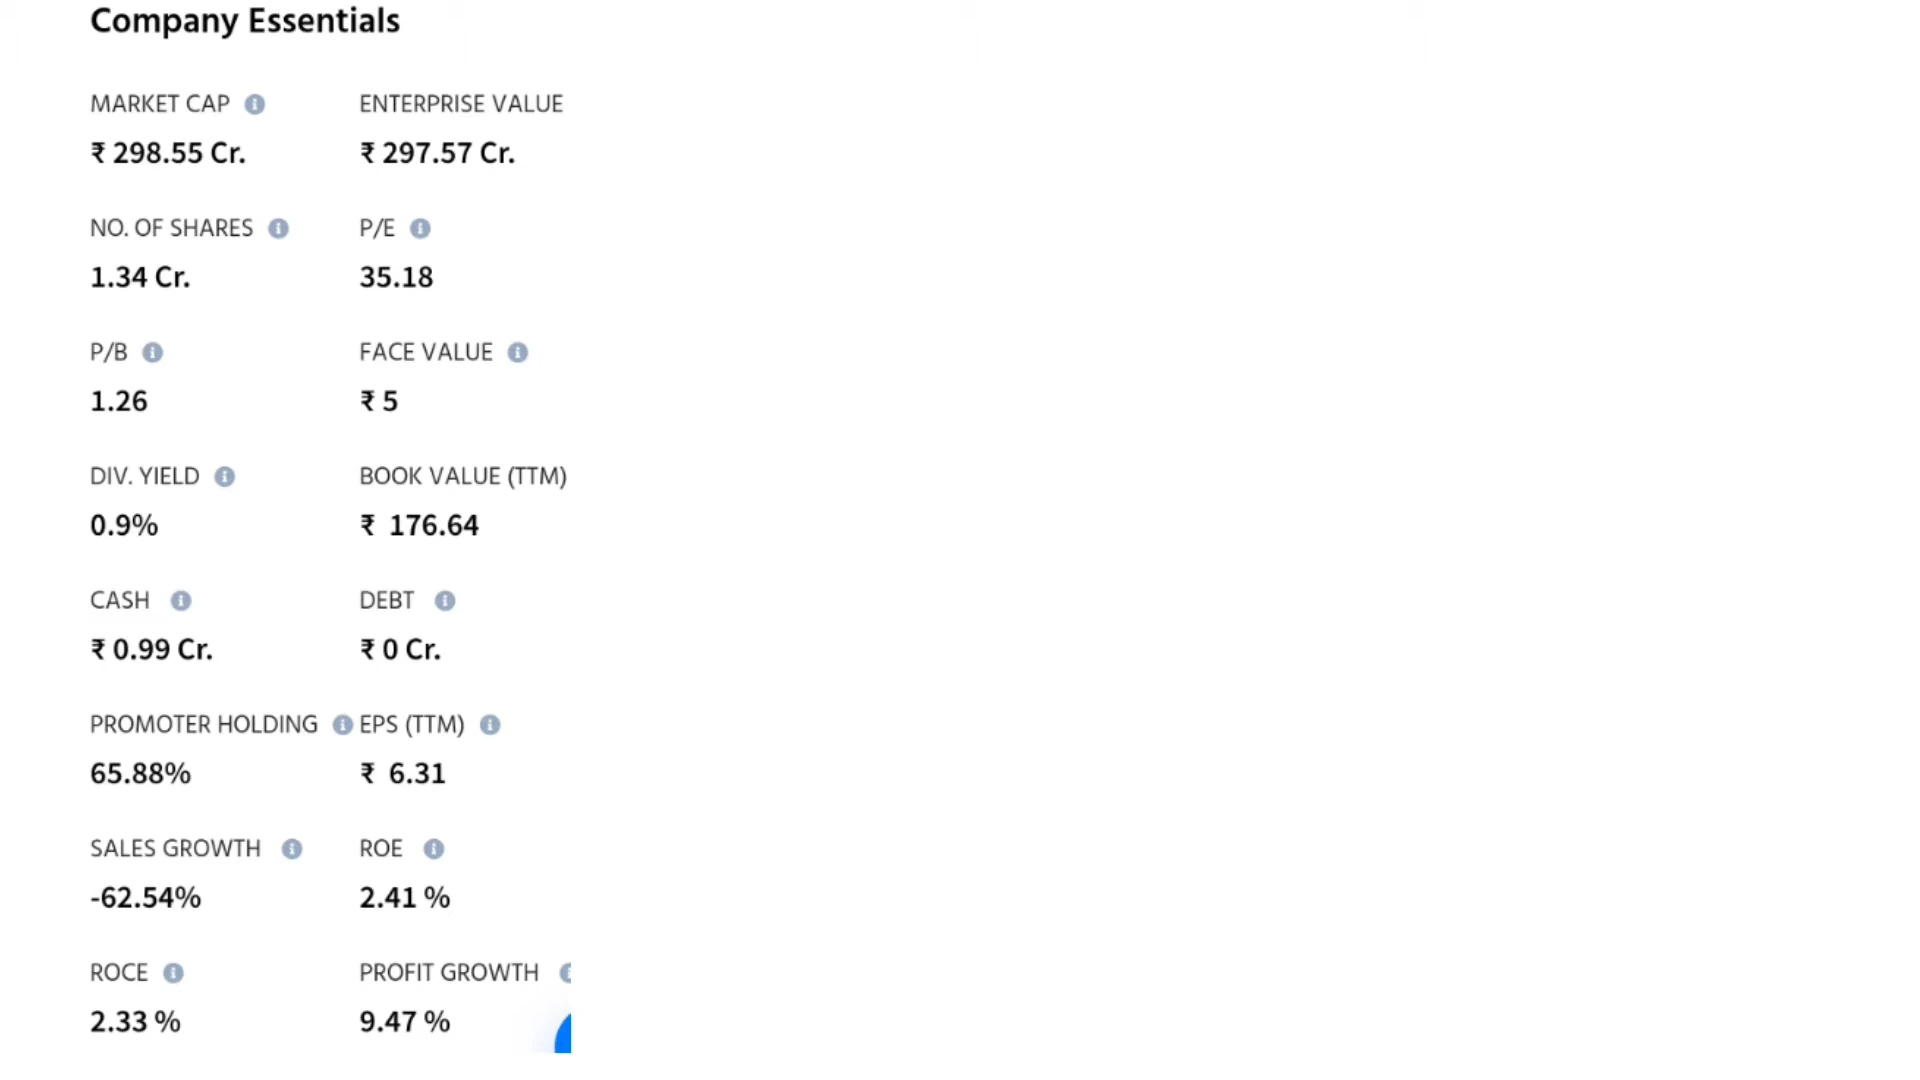 Company Essentials
MARKET CAP ENTERPRISE VALUE
₹ 298.55 Cr. ₹ 297.57 Cr.
NO. OF SHARES P/E
1.34 Cr. 35.18
P/B FACE VALUE
1.26 ₹ 5
DIV. YIELD BOOK VALUE (TTM)
0.9% ₹ 176.64
CASH DEBT
₹ 0.99 Cr. ₹ 0 Cr.
PROMOTER HOLDING EPS (TTM)
65.88% ₹ 6.31
SALES GROWTH ROE
-62.54% 2.41 %
ROCE PROFIT GROWTH
2.33 % 9.47 %